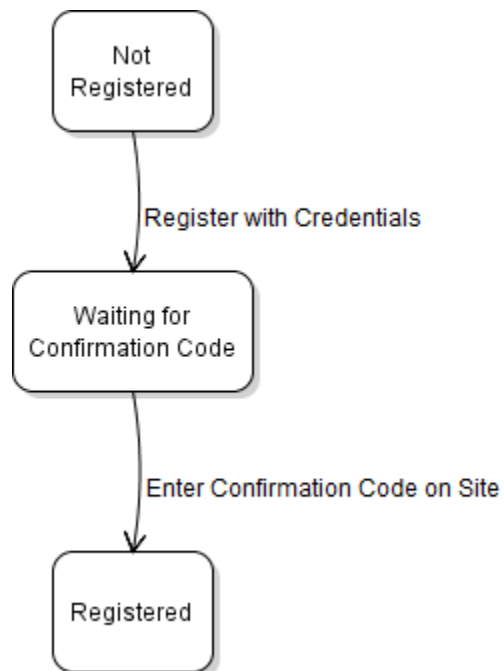 Not
Registered
Register with Credentials
Waiting for
Confirmation Code
Enter Confirmation Code on Site
Registered